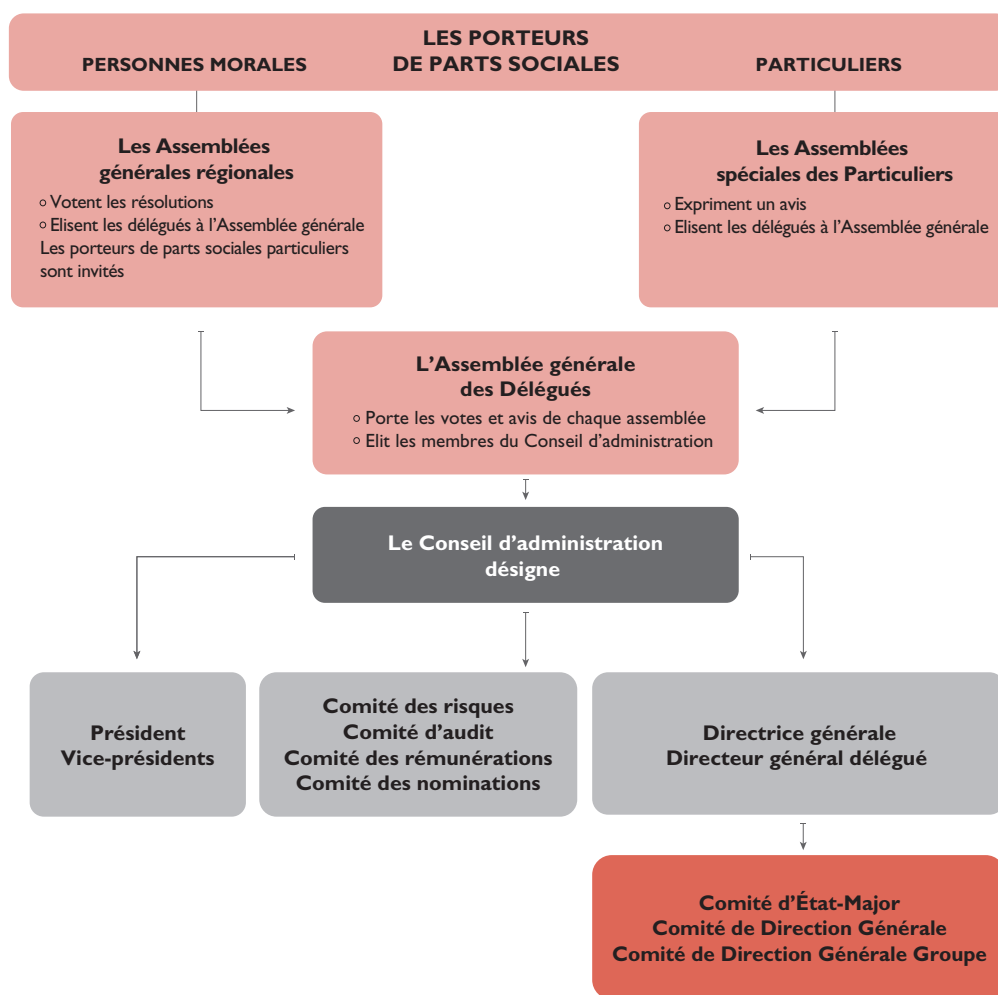 LES PORTEURS
DE PARTS SOCIALES
PERSONNES MORALES
PARTICULIERS
Les Assemblées
générales régionales
Votent les résolutions
Elisent les délégués à l’Assemblée générale
Les porteurs de parts sociales particuliers
sont invités
Les Assemblées
spéciales des Particuliers
Expriment un avis
Elisent les délégués à l’Assemblée générale
L’Assemblée générale
des Délégués
Porte les votes et avis de chaque assemblée
Elit les membres du Conseil d’administration
Le Conseil d’administration
désigne
Président
Vice-présidents
Comité des risques
Comité d’audit
Comité des rémunérations
Comité des nominations
Directrice générale
Directeur général délégué
Comité d’État-Major
Comité de Direction Générale
Comité de Direction Générale Groupe